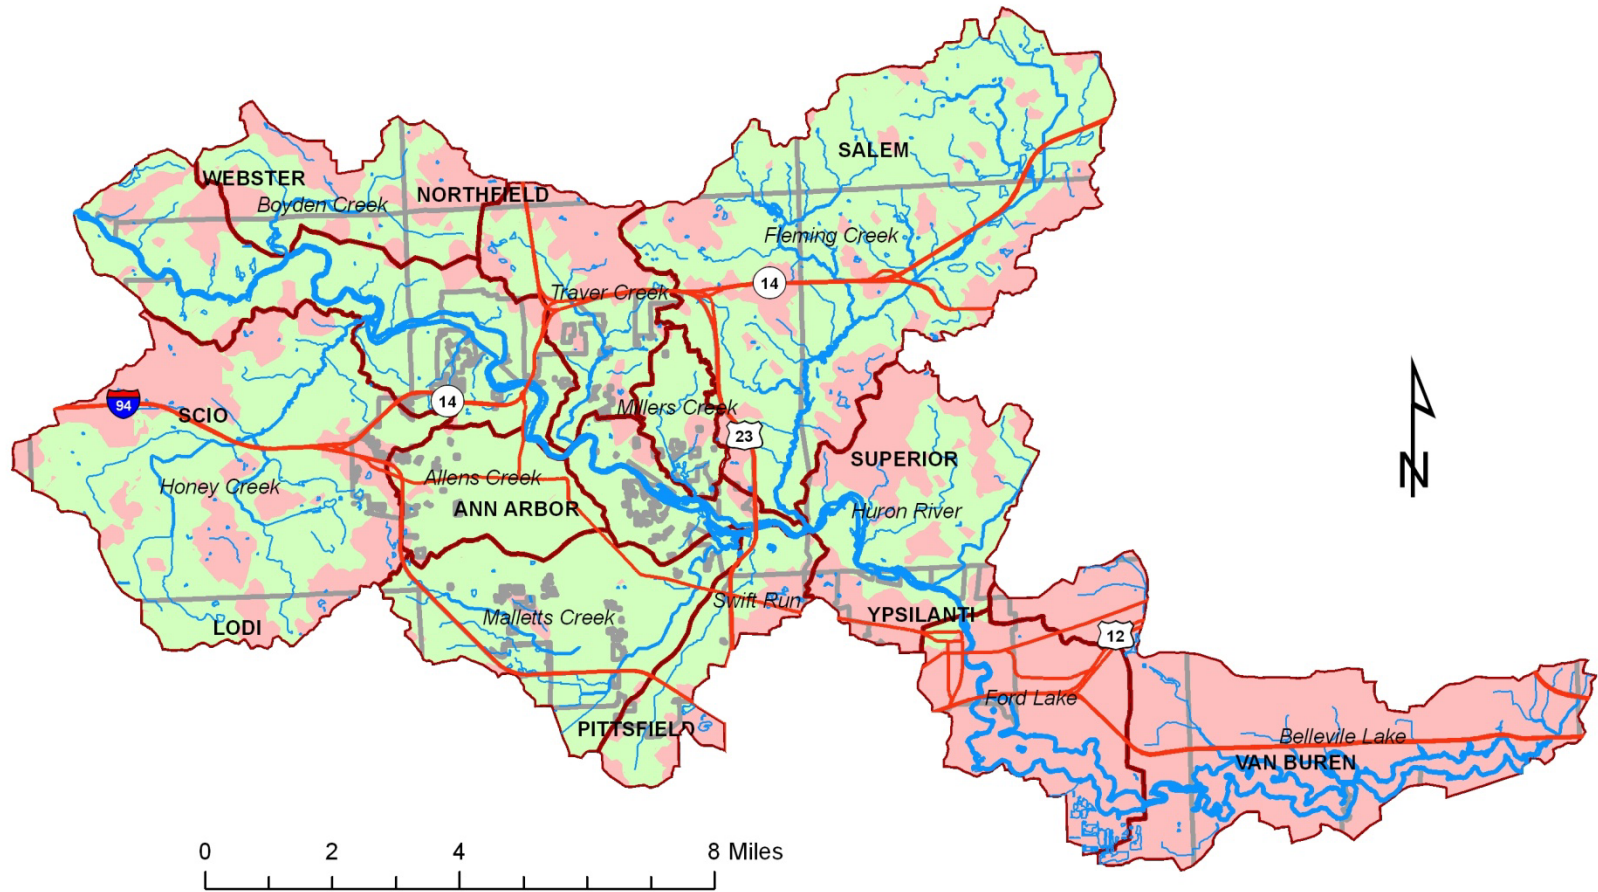 SALEM
WEBSTER
NORTHFIELD
Boyden Creek
Fleming Creek
14
Traver Creek
94
14
SCIO
Millers Creek
23
SUPERIOR
Allens Creek
Honey Creek
ANN ARBOR
Huron River
Swift Run
YPSILANTI
Malletts Creek
LODI
12
Ford Lake
PITTSFIELD
Bellevile Lake
VAN BUREN
N
0 2 4 8 Miles